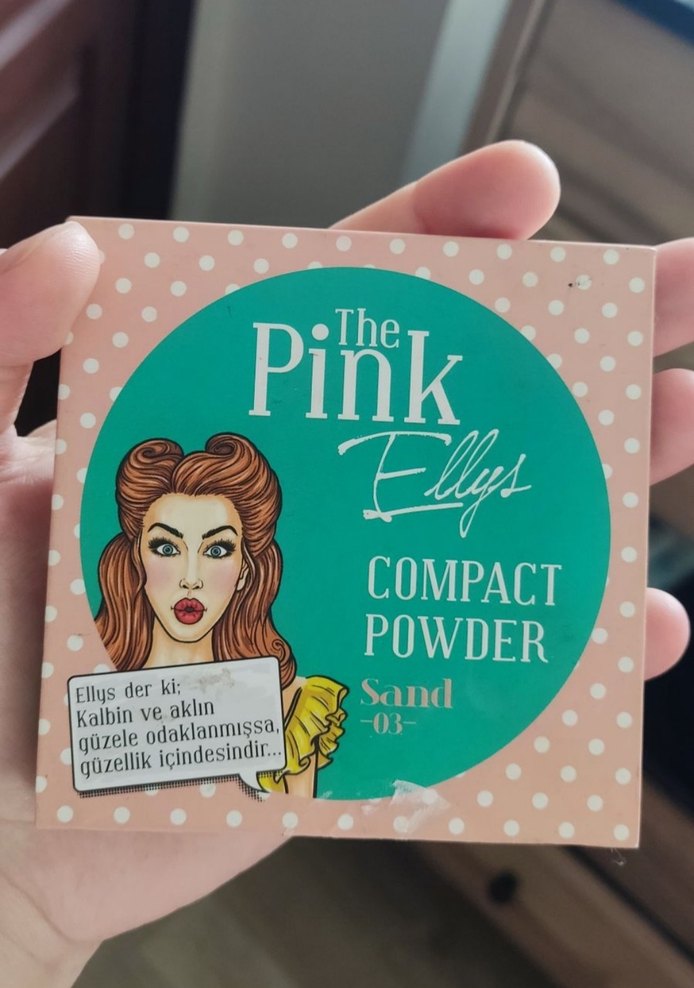 The
Pink
Ellys
COMPACT
POWDER
Sand
-03-
Ellys der ki;
Kalbin ve aklın
güzele odaklanmışsa,
güzellik içindesindir...